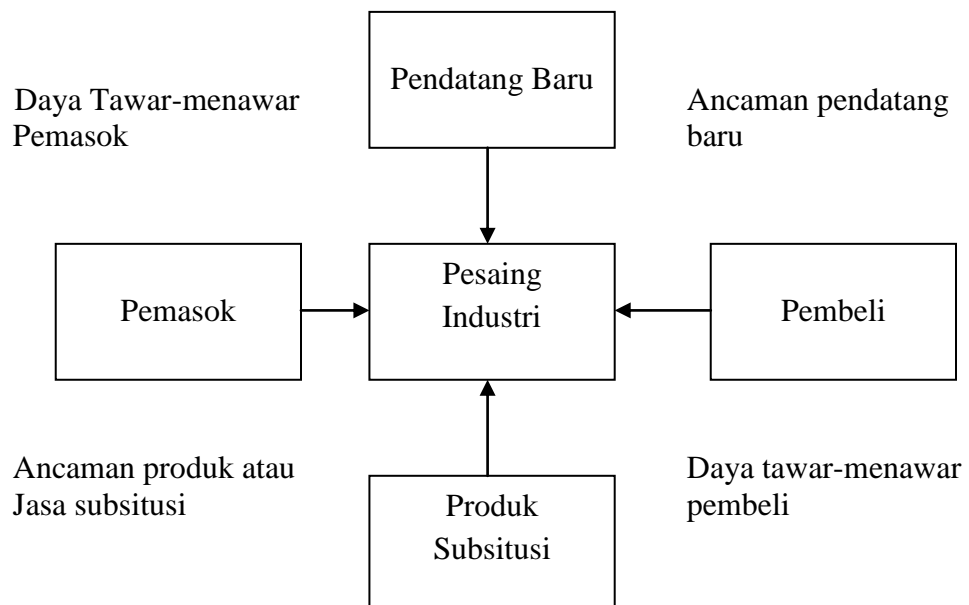 Pendatang Baru
Daya Tawar-menawar
Pemasok
Ancaman pendatang
baru
Pemasok
Pesaing
Industri
Pembeli
Ancaman produk atau
Jasa subsitusi
Daya tawar-menawar
pembeli
Produk
Subsitusi